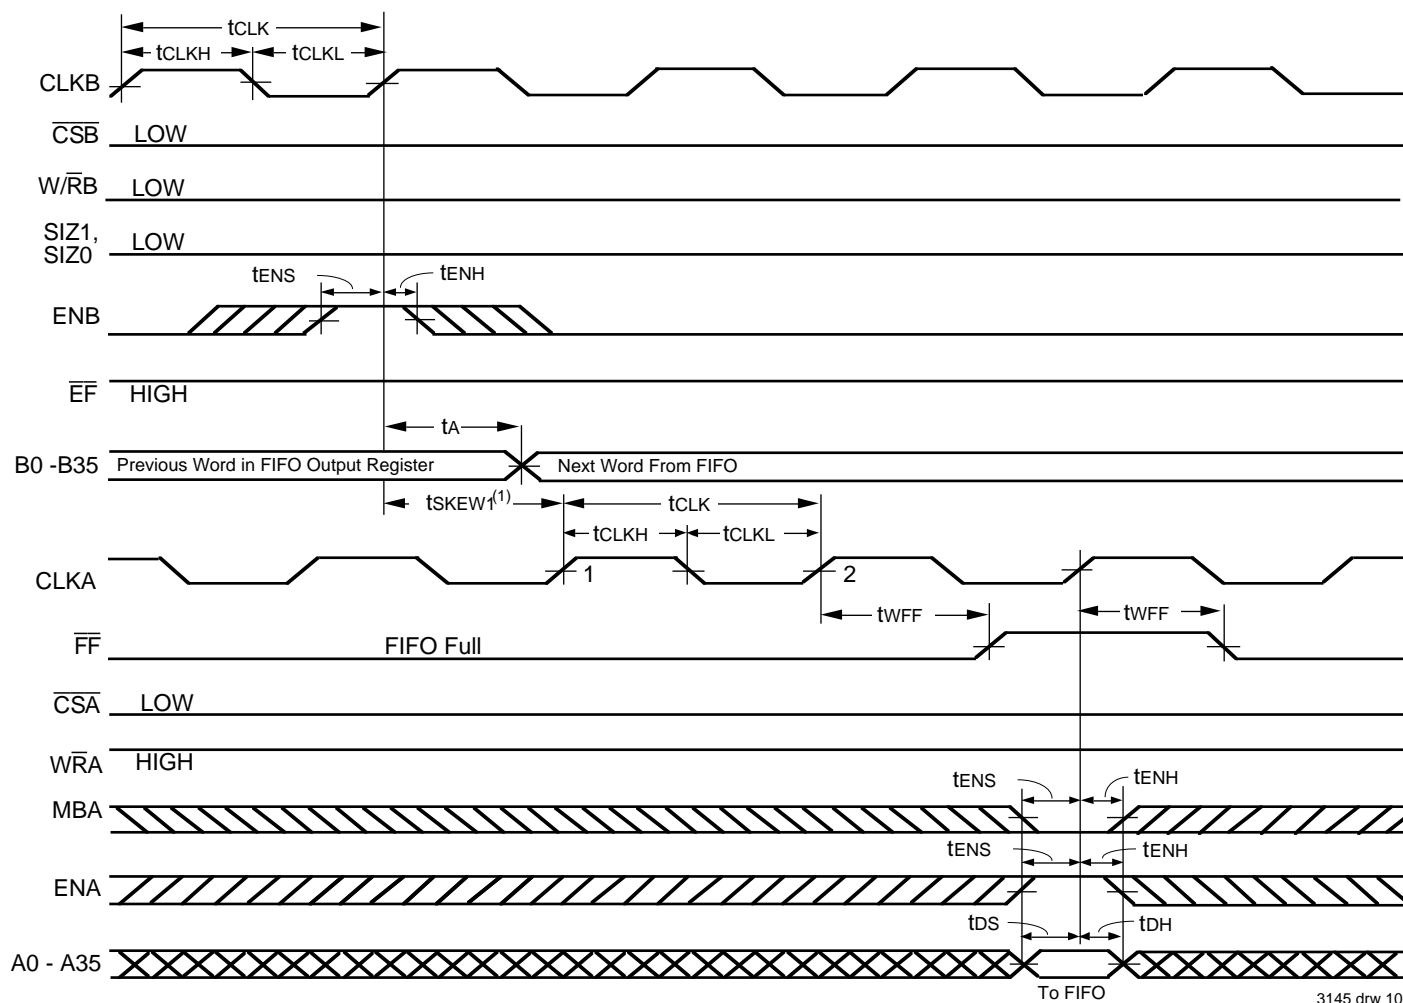 tCLK
tCLKH tCLKL
CLKB
CSB LOW
W/RB LOW
SIZ1,
SIZ0 LOW
tENS tENH
ENB
EF HIGH
tA
B0 -B35 Previous Word in FIFO Output Register Next Word From FIFO
tSKEW1(1) tCLK
tCLKH tCLKL
CLKA 1 2
tWFF tWFF
FF FIFO Full
CSA LOW
WRA HIGH
tENS tENH
MBA
tENS tENH
ENA
tDS tDH
A0 - A35
To FIFO
3145 drw 10